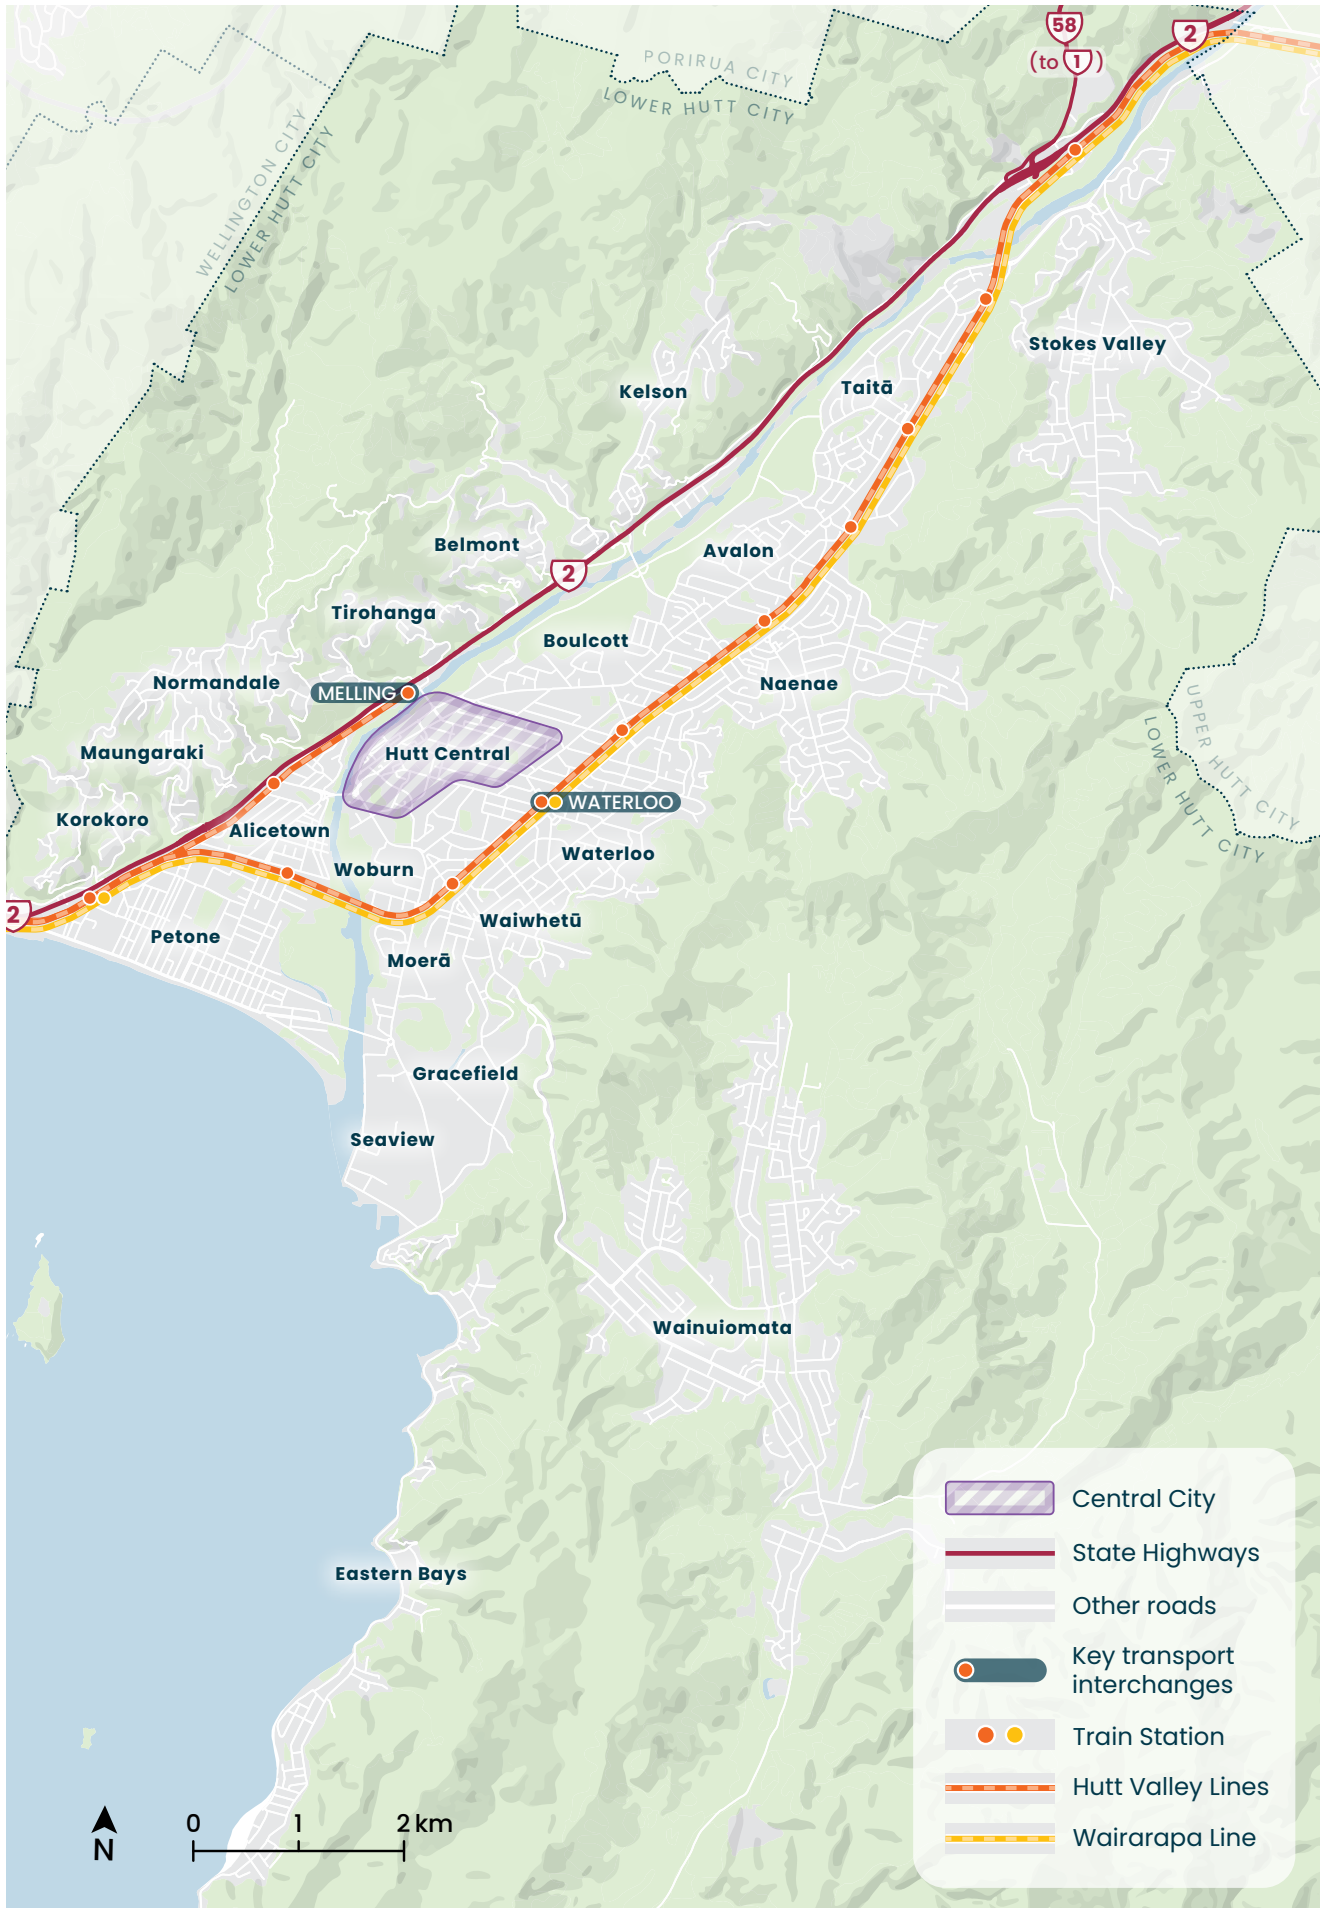 58
2
(to 1)
PORIRUA CITY
LOWER HUTT CITY
WELLINGTON CITY
LOWER HUTT CITY
Stokes Valley
Kelson
Taitā
Belmont
Avalon
2
Tirohanga
Boulcott
Normandale
MELLING
Naenae
UPPER HUTT CITY
LOWER HUTT CITY
Maungaraki
Hutt Central
WATERLOO
Korokoro
Alicetown
Waterloo
Woburn
2
Waiwhetū
Petone
Moerā
Gracefield
Seaview
Wainuiomata
Eastern Bays
Central City
State Highways
Other roads
Key transport
interchanges
Train Station
Hutt Valley Lines
Wairarapa Line
0 1 2 km
N